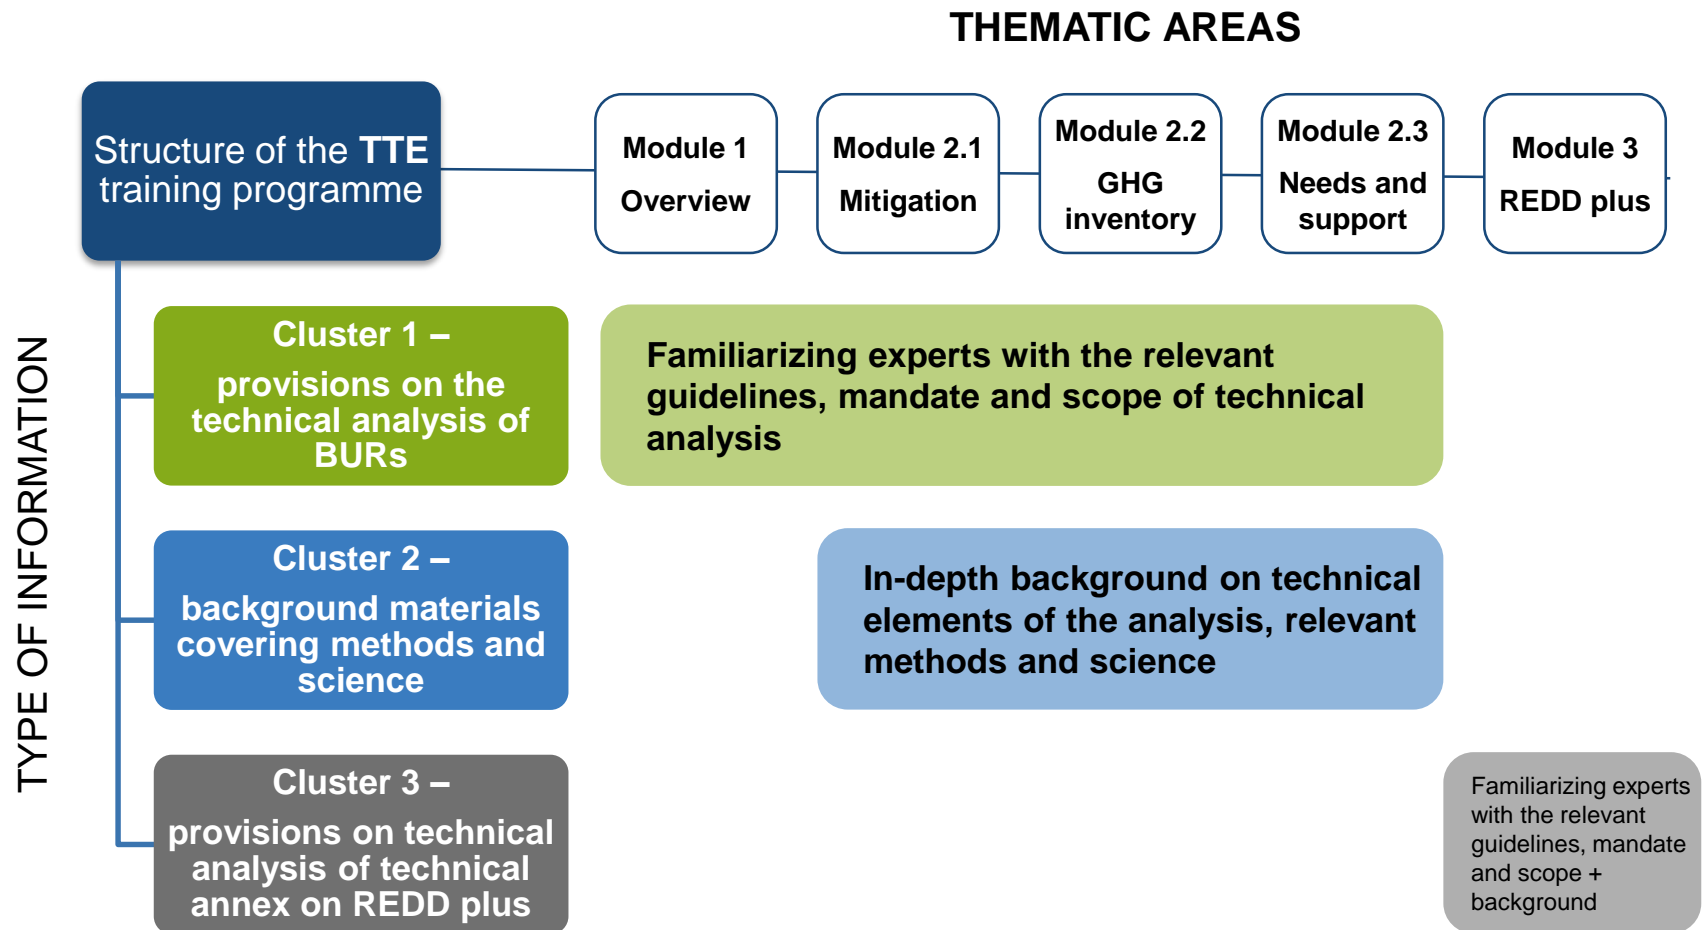 THEMATIC AREAS
Structure of the TTE
training programme
Module 1
Overview
Module 2.1
Mitigation
Module 2.2
GHG
inventory
Module 2.3
Needs and
support
Module 3
REDD plus
TYPE OF INFORMATION
Cluster 1 –
provisions on the
technical analysis of
BURs
Familiarizing experts with the relevant
guidelines, mandate and scope of technical
analysis
Cluster 2 –
background materials
covering methods and
science
In-depth background on technical
elements of the analysis, relevant
methods and science
Cluster 3 –
provisions on technical
analysis of technical
annex on REDD plus
Familiarizing experts
with the relevant
guidelines, mandate
and scope +
background